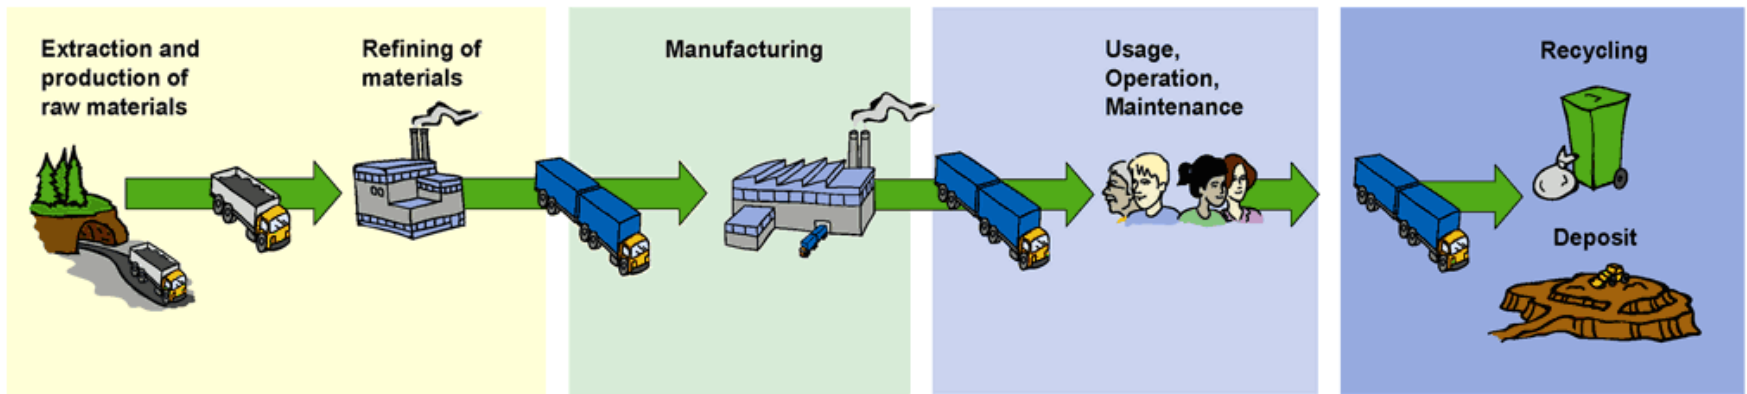 Extraction and
production of
raw materials
Refining of
materials
Manufacturing
Usage,
Operation,
Maintenance
Recycling
Deposit